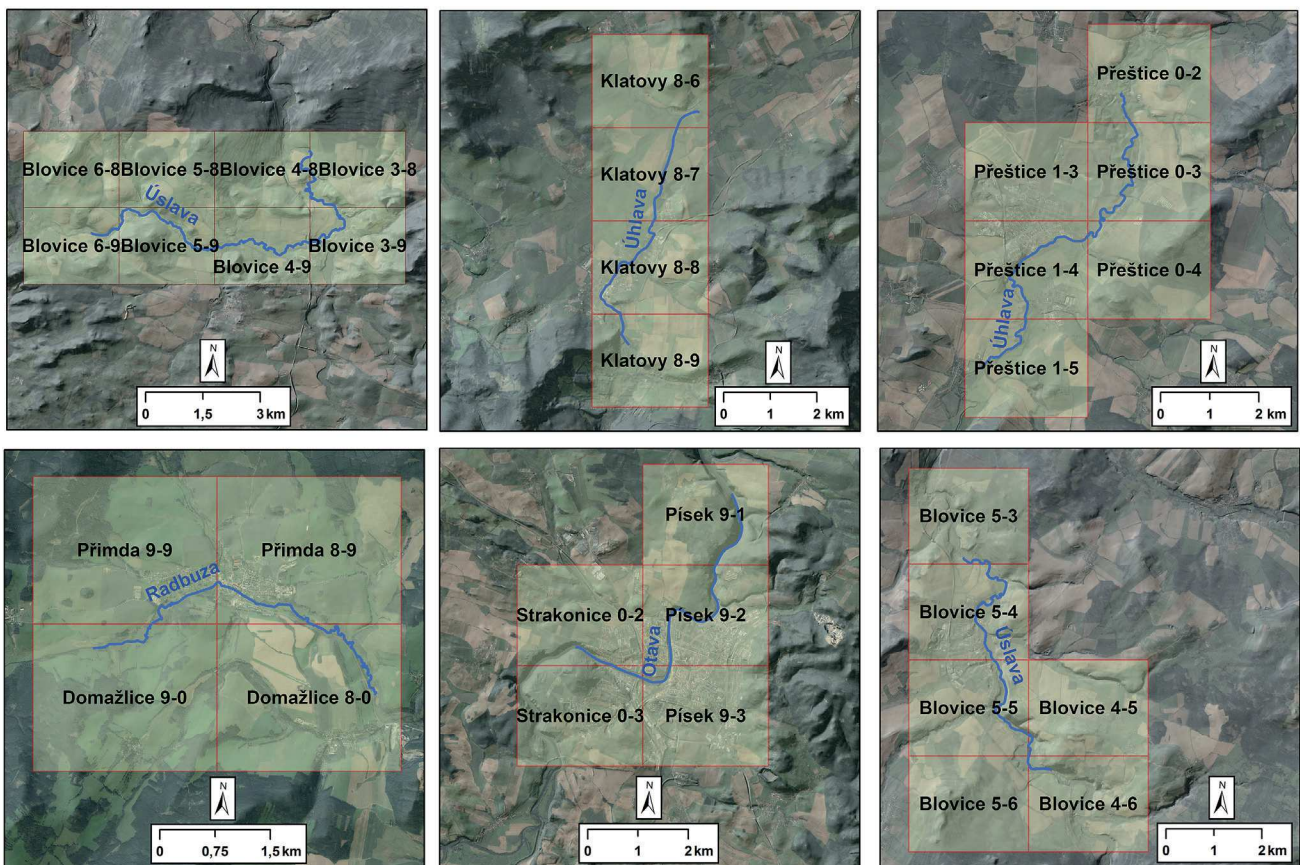 Blovice 6-8 Blovice 5-8 Blovice 4-8 Blovice 3-8
Úslava
Blovice 6-9 Blovice 5-9 Blovice 3-9
Blovice 4-9
N
0 1,5 3 km
Klatovy 8-6
Klatovy 8-7
Úhlava
Klatovy 8-8
Klatovy 8-9
N
0 1 2 km
Přeštice 0-2
Přeštice 1-3 Přeštice 0-3
Přeštice 1-4 Přeštice 0-4
Úhlava
Přeštice 1-5
N
0 1 2 km
Přimda 9-9 Přimda 8-9
Radbuza
Domažlice 9-0 Domažlice 8-0
N
0 0,75 1,5 km
Písek 9-1
Strakonice 0-2 Písek 9-2
Otava
Strakonice 0-3 Písek 9-3
N
0 1 2 km
Blovice 5-3
Blovice 5-4
Úslava
Blovice 5-5 Blovice 4-5
Blovice 5-6 Blovice 4-6
N
0 1 2 km